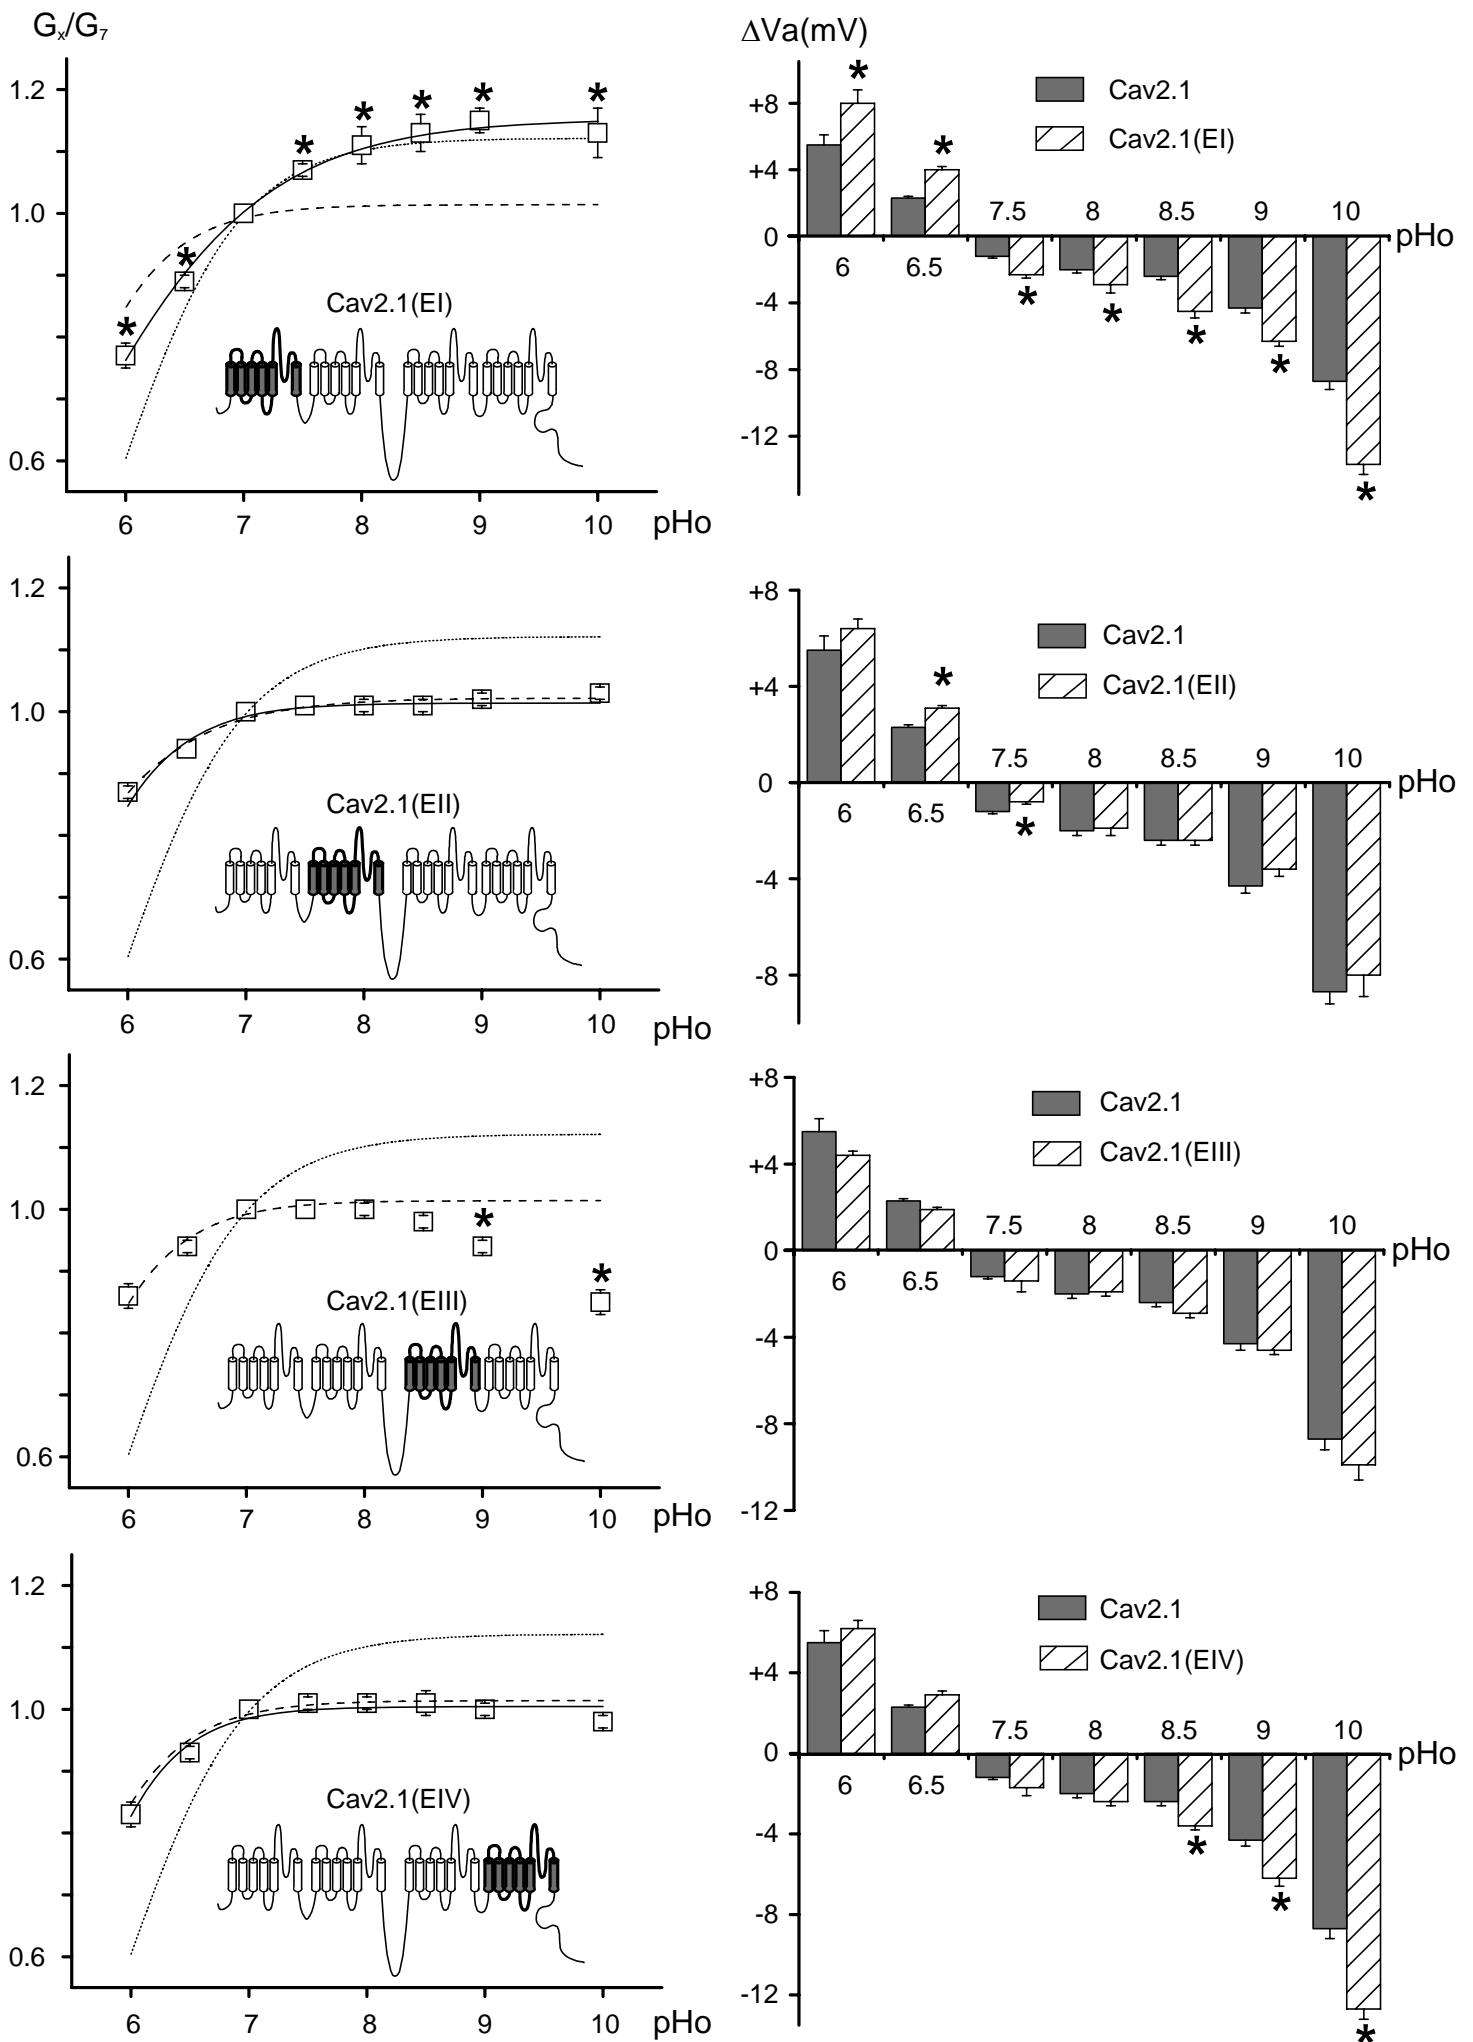 Gx/G7
1.2
1.0
0.6
* * * * * * *
Cav2.1(EI)
6 7 8 9 10 pHo
ΔVa(mV)
+8
+4
0
-4
-8
-12
Cav2.1
Cav2.1(EI)
7.5 8 8.5 9 10 pHo
6 6.5
* * * * * * *
1.2
1.0
0.6
Cav2.1(EII)
6 7 8 9 10 pHo
+8
+4
0
-4
-8
Cav2.1
Cav2.1(EII)
7.5 8 8.5 9 10 pHo
6 6.5
* *
1.2
1.0
0.6
* *
Cav2.1(EIII)
6 7 8 9 10 pHo
+8
+4
0
-4
-8
-12
Cav2.1
Cav2.1(EIII)
7.5 8 8.5 9 10 pHo
6 6.5
1.2
1.0
0.6
Cav2.1(EIV)
6 7 8 9 10 pHo
+8
+4
0
-4
-8
-12
Cav2.1
Cav2.1(EIV)
7.5 8 8.5 9 10 pHo
6 6.5
* * *